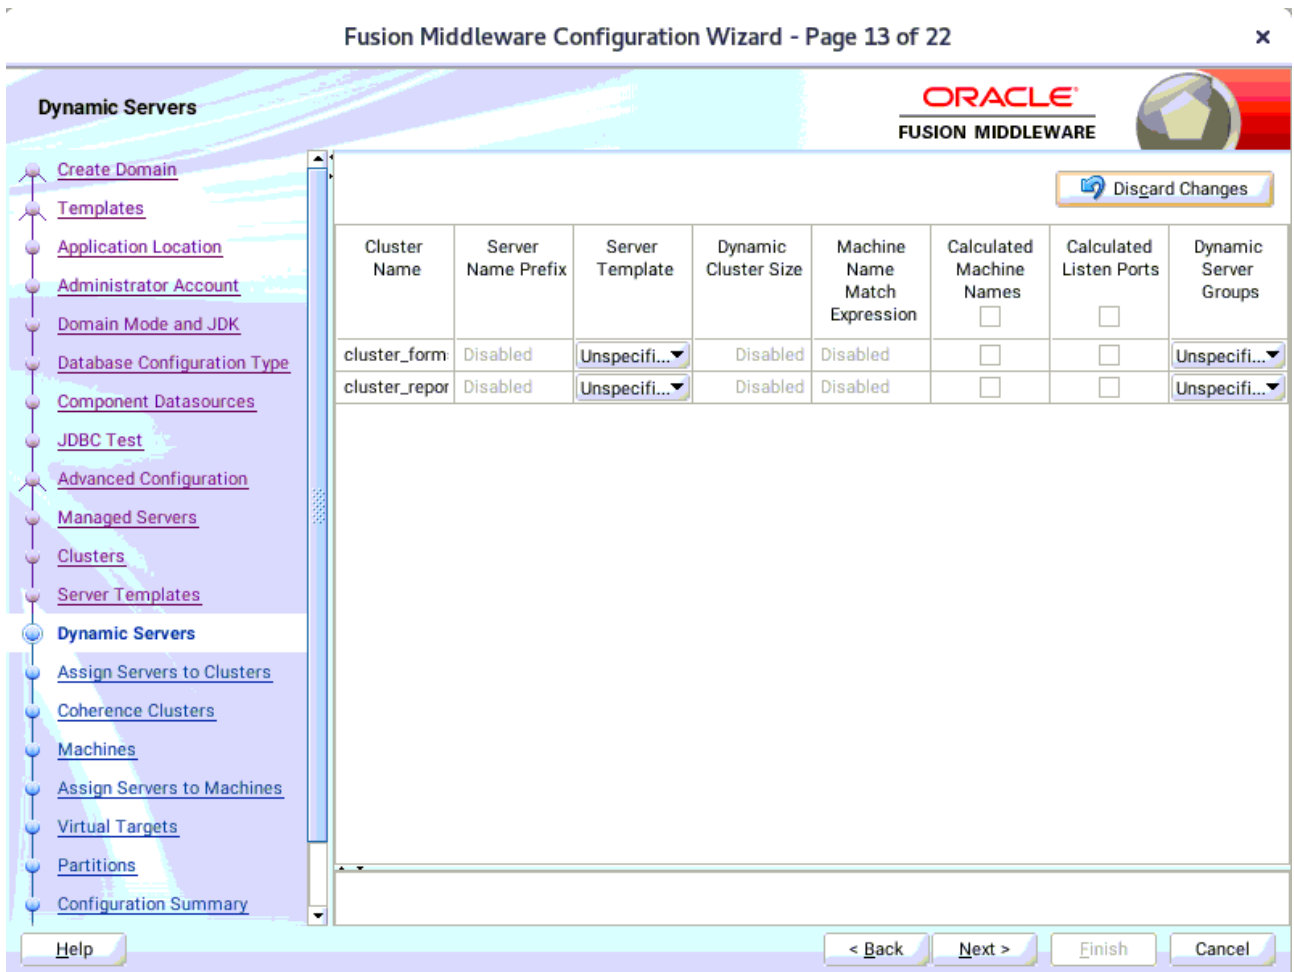 Fusion Middleware Configuration Wizard - Page 13 of 22
Dynamic Servers
ORACLE
FUSION MIDDLEWARE
Create Domain
Templates
Application Location
Administrator Account
Domain Mode and JDK
Database Configuration Type
Component Datasources
JDBC Test
Advanced Configuration
Managed Servers
Clusters
Server Templates
Dynamic Servers
Assign Servers to Clusters
Coherence Clusters
Machines
Assign Servers to Machines
Virtual Targets
Partitions
Configuration Summary
Discard Changes
Cluster Name
Server Name Prefix
Server Template
Dynamic Cluster Size
Machine Name Match Expression
Calculated Machine Names
Calculated Listen Ports
Dynamic Server Groups
cluster_form Disabled Unspecifi... Disabled Disabled Unspecifi...
cluster_repor Disabled Unspecifi... Disabled Disabled Unspecifi...
Help
< Back
Next >
Finish
Cancel